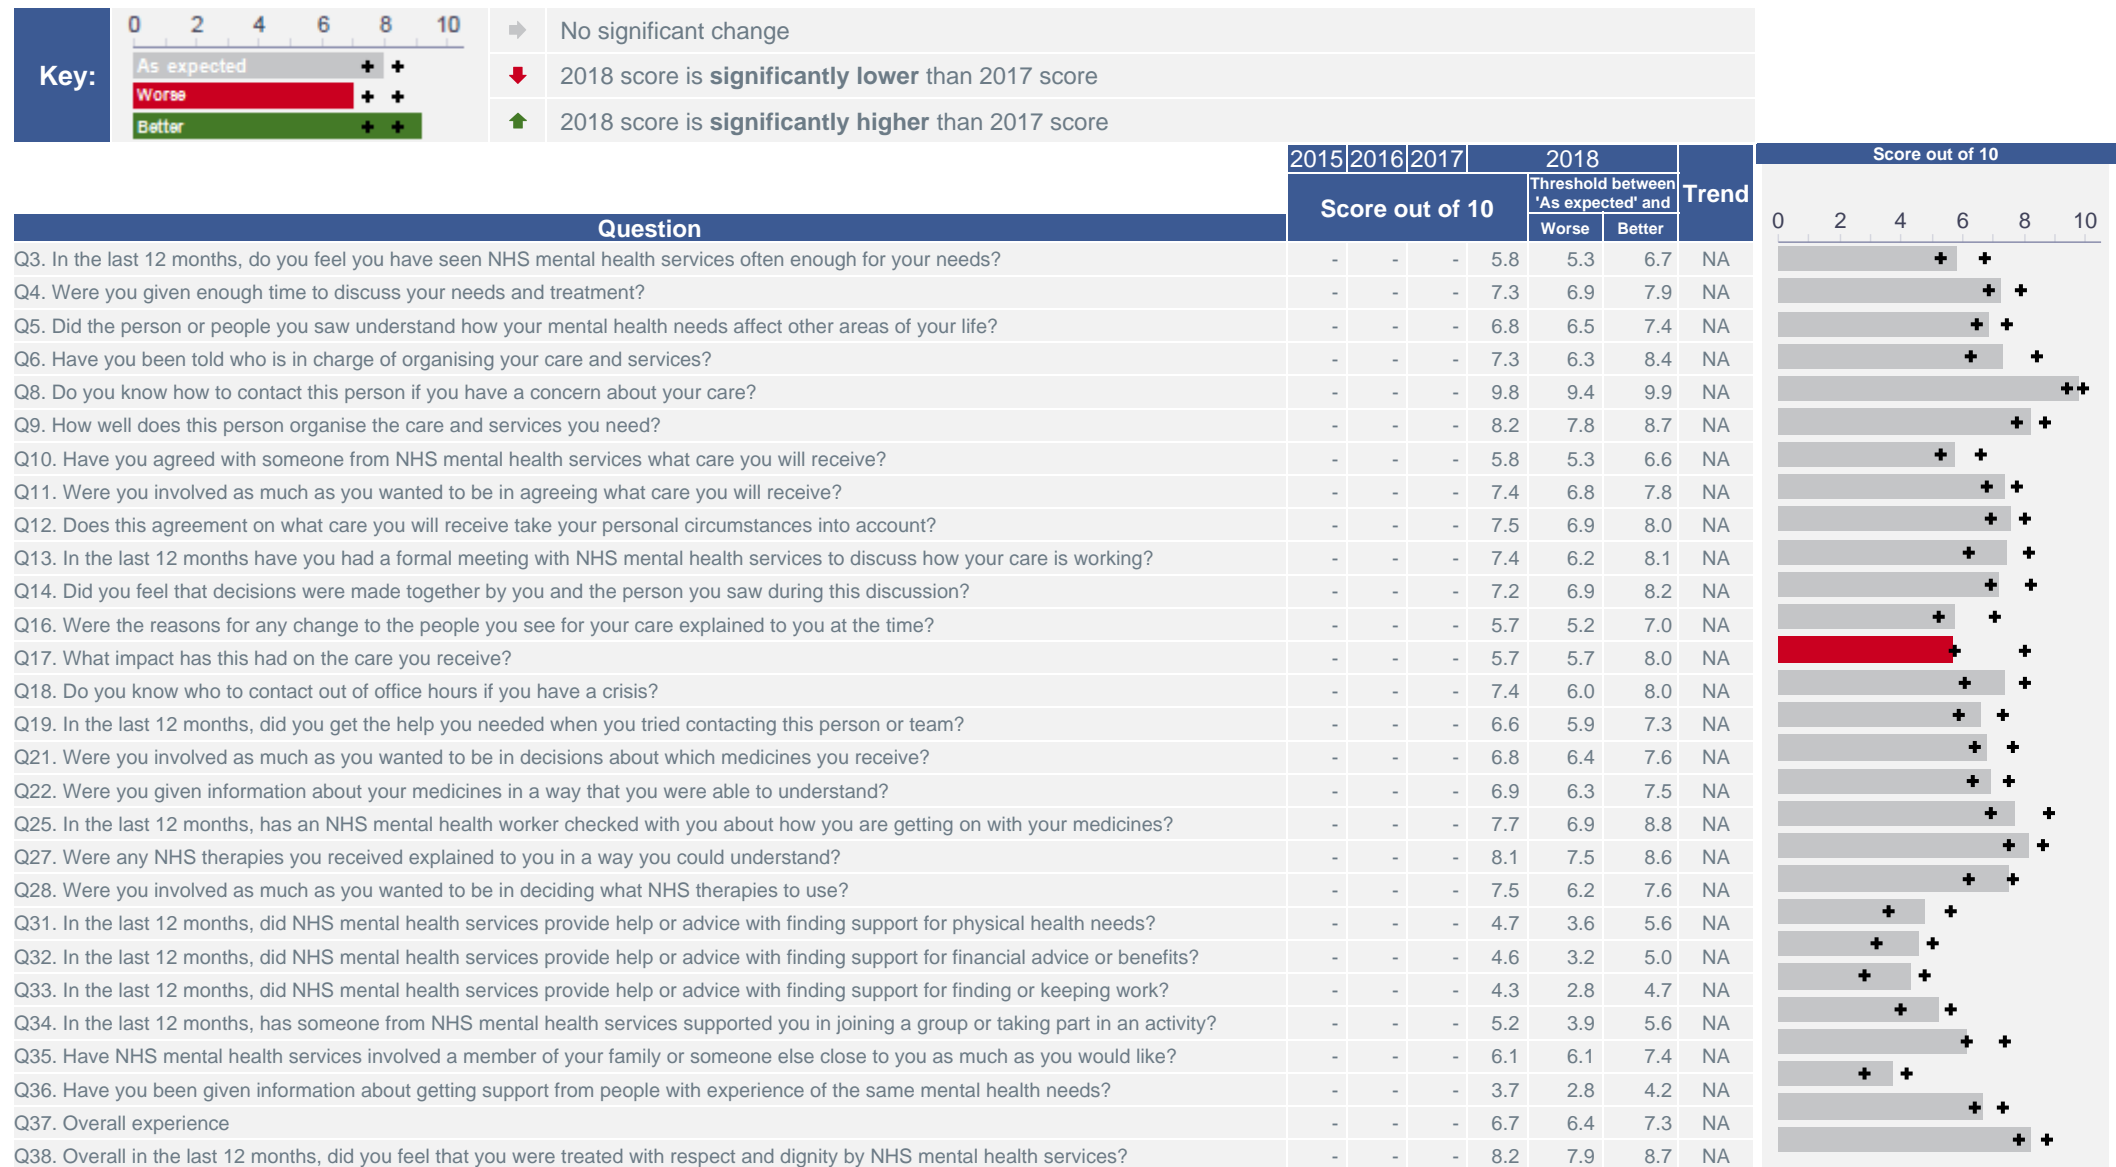 Key:
0 2 4 6 8 10
As expected
Worse
Better
No significant change
2018 score is significantly lower than 2017 score
2018 score is significantly higher than 2017 score
2015 2016 2017 2018 Trend Score out of 10
Score out of 10 Threshold between 'As expected' and
Question Worse Better 0 2 4 6 8 10
Q3. In the last 12 months, do you feel you have seen NHS mental health services often enough for your needs? - - - 5.8 5.3 6.7 NA
Q4. Were you given enough time to discuss your needs and treatment? - - - 7.3 6.9 7.9 NA
Q5. Did the person or people you saw understand how your mental health needs affect other areas of your life? - - - 6.8 6.5 7.4 NA
Q6. Have you been told who is in charge of organising your care and services? - - - 7.3 6.3 8.4 NA
Q8. Do you know how to contact this person if you have a concern about your care? - - - 9.8 9.4 9.9 NA
Q9. How well does this person organise the care and services you need? - - - 8.2 7.8 8.7 NA
Q10. Have you agreed with someone from NHS mental health services what care you will receive? - - - 5.8 5.3 6.6 NA
Q11. Were you involved as much as you wanted to be in agreeing what care you will receive? - - - 7.4 6.8 7.8 NA
Q12. Does this agreement on what care you will receive take your personal circumstances into account? - - - 7.5 6.9 8.0 NA
Q13. In the last 12 months have you had a formal meeting with NHS mental health services to discuss how your care is working? - - - 7.4 6.2 8.1 NA
Q14. Did you feel that decisions were made together by you and the person you saw during this discussion? - - - 7.2 6.9 8.2 NA
Q16. Were the reasons for any change to the people you see for your care explained to you at the time? - - - 5.7 5.2 7.0 NA
Q17. What impact has this had on the care you receive? - - - 5.7 5.7 8.0 NA
Q18. Do you know who to contact out of office hours if you have a crisis? - - - 7.4 6.0 8.0 NA
Q19. In the last 12 months, did you get the help you needed when you tried contacting this person or team? - - - 6.6 5.9 7.3 NA
Q21. Were you involved as much as you wanted to be in decisions about which medicines you receive? - - - 6.8 6.4 7.6 NA
Q22. Were you given information about your medicines in a way that you were able to understand? - - - 6.9 6.3 7.5 NA
Q25. In the last 12 months, has an NHS mental health worker checked with you about how you are getting on with your medicines? - - - 7.7 6.9 8.8 NA
Q27. Were any NHS therapies you received explained to you in a way you could understand? - - - 8.1 7.5 8.6 NA
Q28. Were you involved as much as you wanted to be in deciding what NHS therapies to use? - - - 7.5 6.2 7.6 NA
Q31. In the last 12 months, did NHS mental health services provide help or advice with finding support for physical health needs? - - - 4.7 3.6 5.6 NA
Q32. In the last 12 months, did NHS mental health services provide help or advice with finding support for financial advice or benefits? - - - 4.6 3.2 5.0 NA
Q33. In the last 12 months, did NHS mental health services provide help or advice with finding support for finding or keeping work? - - - 4.3 2.8 4.7 NA
Q34. In the last 12 months, has someone from NHS mental health services supported you in joining a group or taking part in an activity? - - - 5.2 3.9 5.6 NA
Q35. Have NHS mental health services involved a member of your family or someone else close to you as much as you would like? - - - 6.1 6.1 7.4 NA
Q36. Have you been given information about getting support from people with experience of the same mental health needs? - - - 3.7 2.8 4.2 NA
Q37. Overall experience - - - 6.7 6.4 7.3 NA
Q38. Overall in the last 12 months, did you feel that you were treated with respect and dignity by NHS mental health services? - - - 8.2 7.9 8.7 NA